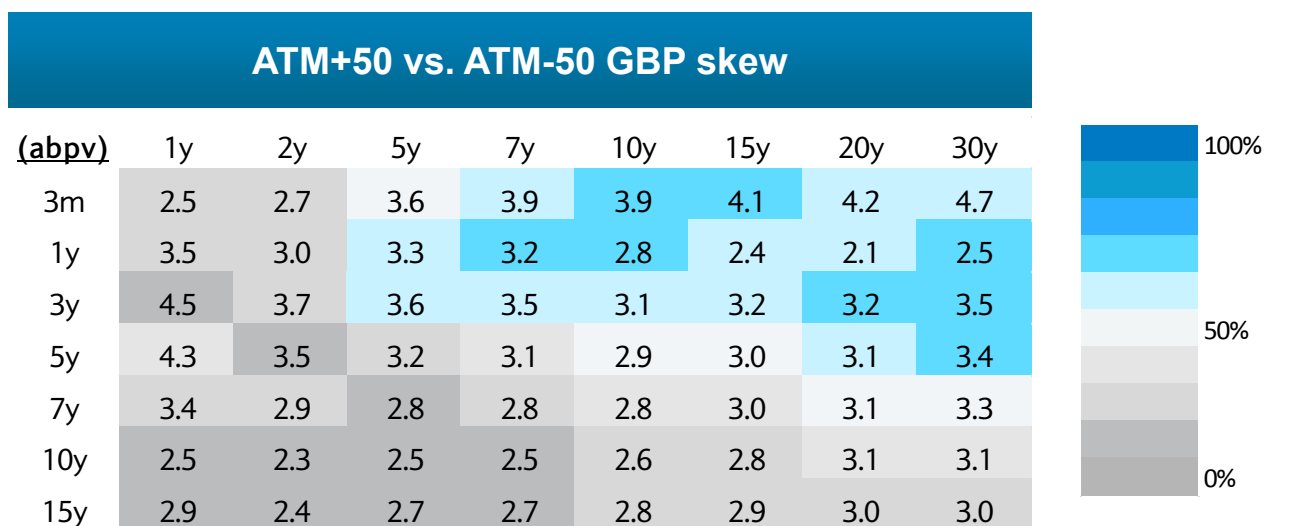 ATM+50 vs. ATM-50 GBP skew
(abpv) 1y 2y 5y 7y 10y 15y 20y 30y
3m 2.5 2.7 3.6 3.9 3.9 4.1 4.2 4.7
1y 3.5 3.0 3.3 3.2 2.8 2.4 2.1 2.5
3y 4.5 3.7 3.6 3.5 3.1 3.2 3.2 3.5
5y 4.3 3.5 3.2 3.1 2.9 3.0 3.1 3.4
7y 3.4 2.9 2.8 2.8 2.8 3.0 3.1 3.3
10y 2.5 2.3 2.5 2.5 2.6 2.8 3.1 3.1
15y 2.9 2.4 2.7 2.7 2.8 2.9 3.0 3.0
100%
50%
0%